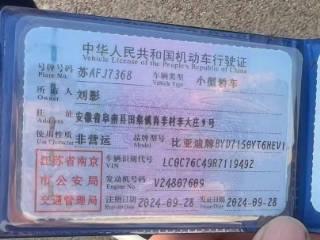 中华人民共和国机动车行驶证
Vehicle License of the People's Republic of China
号牌号码 苏AFJ7368 车辆类型 小型轿车
Plate No. Vehicle Type
所有人 刘影
Owner
住址 安徽省阜南县田集镇肖李村李大庄9号
Address
使用性质 非营运 品牌型号 比亚迪牌BYD7150YT6HEV1
Use Character Model
江苏省南京 车辆识别代号 LC0C76C49R7119492
VIN
市公安局 发动机号码 V24807609
Engine No.
交通管理局 注册日期 2024-09-28 发证日期 2024-09-28
Register Date Issue Date